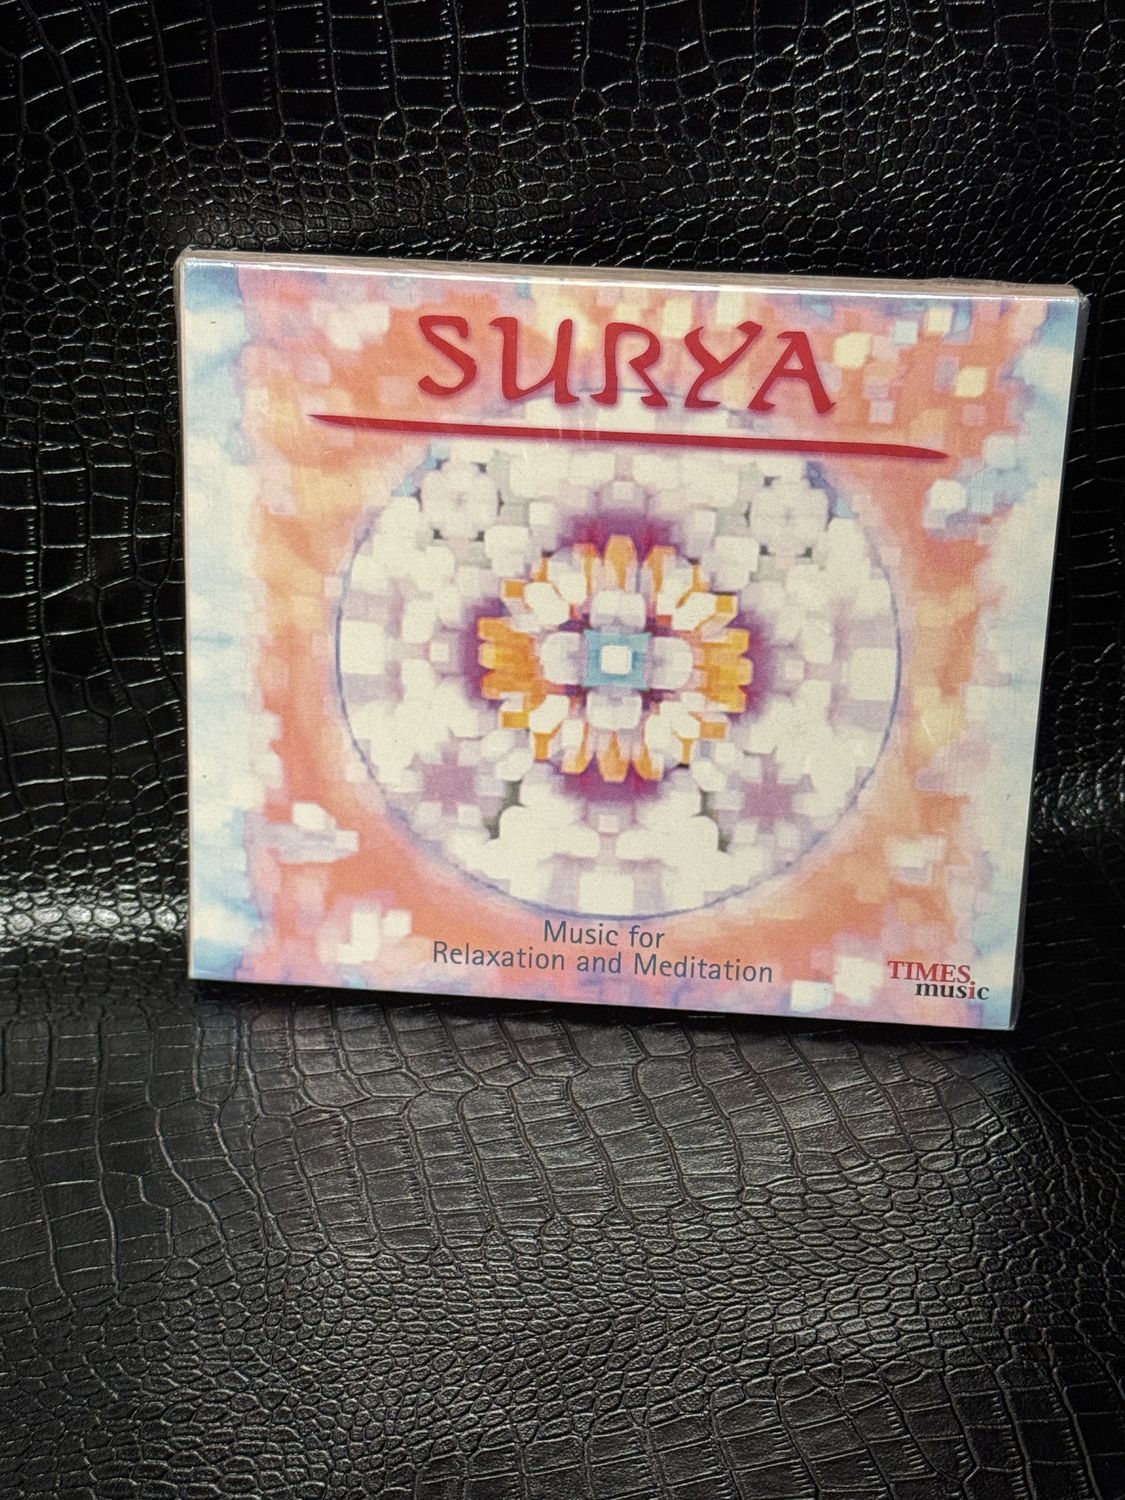 SURYA
Music for
Relaxation and Meditation
TIMES
music